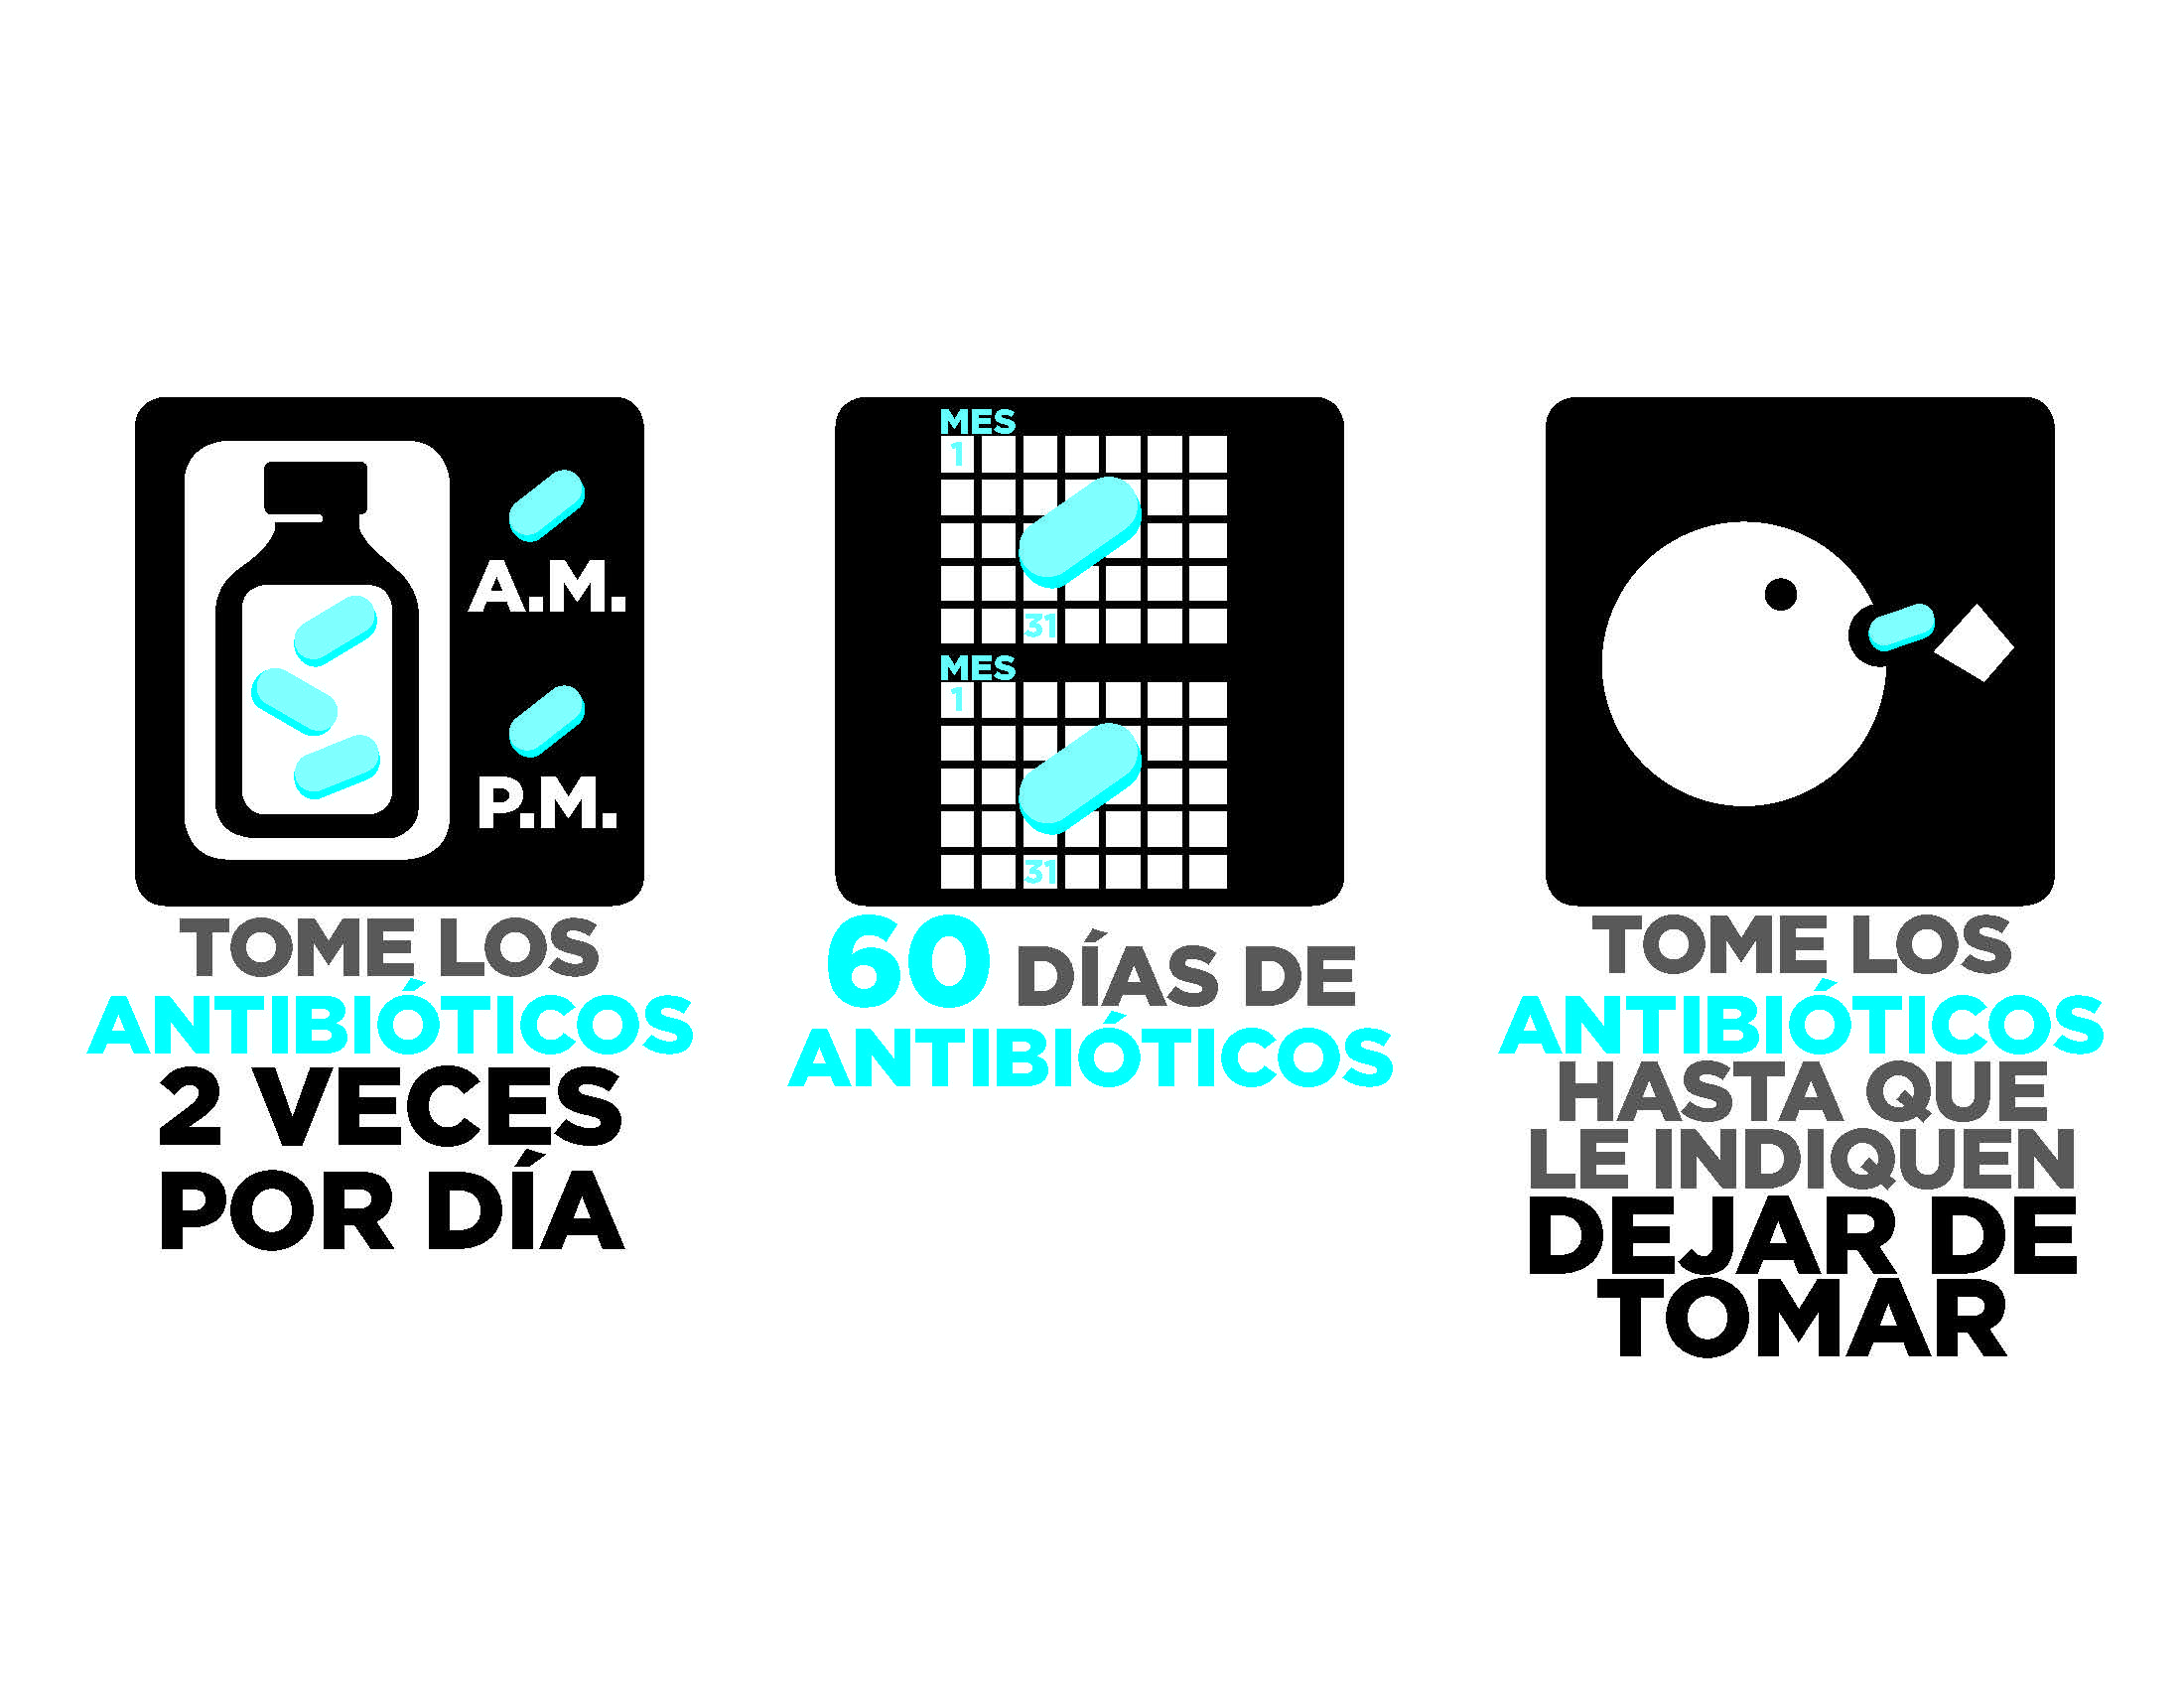 A.M.
P.M.
TOME LOS
ANTIBIÓTICOS
2 VECES
POR DÍA
MES
1
31
MES
1
31
60 DÍAS DE
ANTIBIÓTICOS
TOME LOS
ANTIBIÓTICOS
HASTA QUE
LE INDIQUEN
DEJAR DE
TOMAR